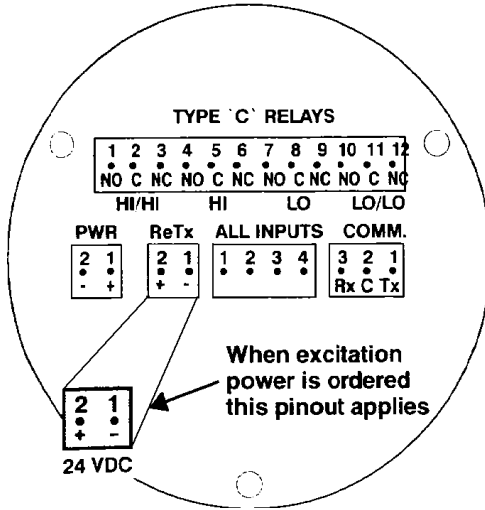 TYPE `C` RELAYS
1 2 3 4 5 6 7 8 9 10 11 12
NO C NC NO C NC NO C NC NO C NC
HI/HI HI LO LO/LO
PWR ReTx ALL INPUTS COMM.
2 1 2 1 1 2 3 4 3 2 1
- + + - Rx C Tx
When excitation
power is ordered
this pinout applies
2 1
+ -
24 VDC